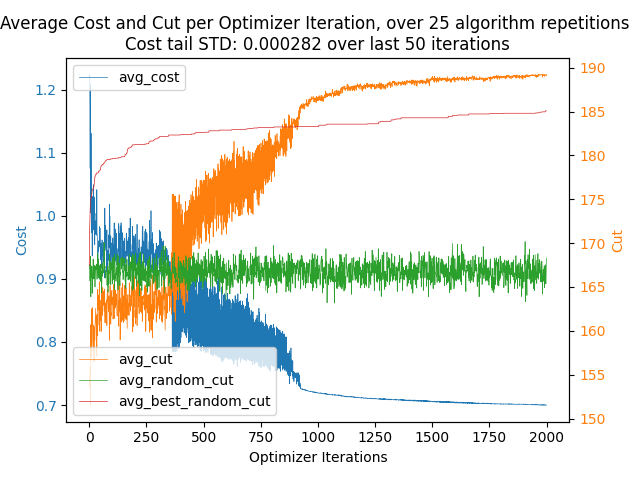 Average Cost and Cut per Optimizer Iteration, over 25 algorithm repetitions
Cost tail STD: 0.000282 over last 50 iterations
avg_cost
1.2
1.1
1.0
0.9
0.8
0.7
Cost
190
185
180
175
170
165
160
155
150
Cut
avg_cut
avg_random_cut
avg_best_random_cut
0 250 500 750 1000 1250 1500 1750 2000
Optimizer Iterations